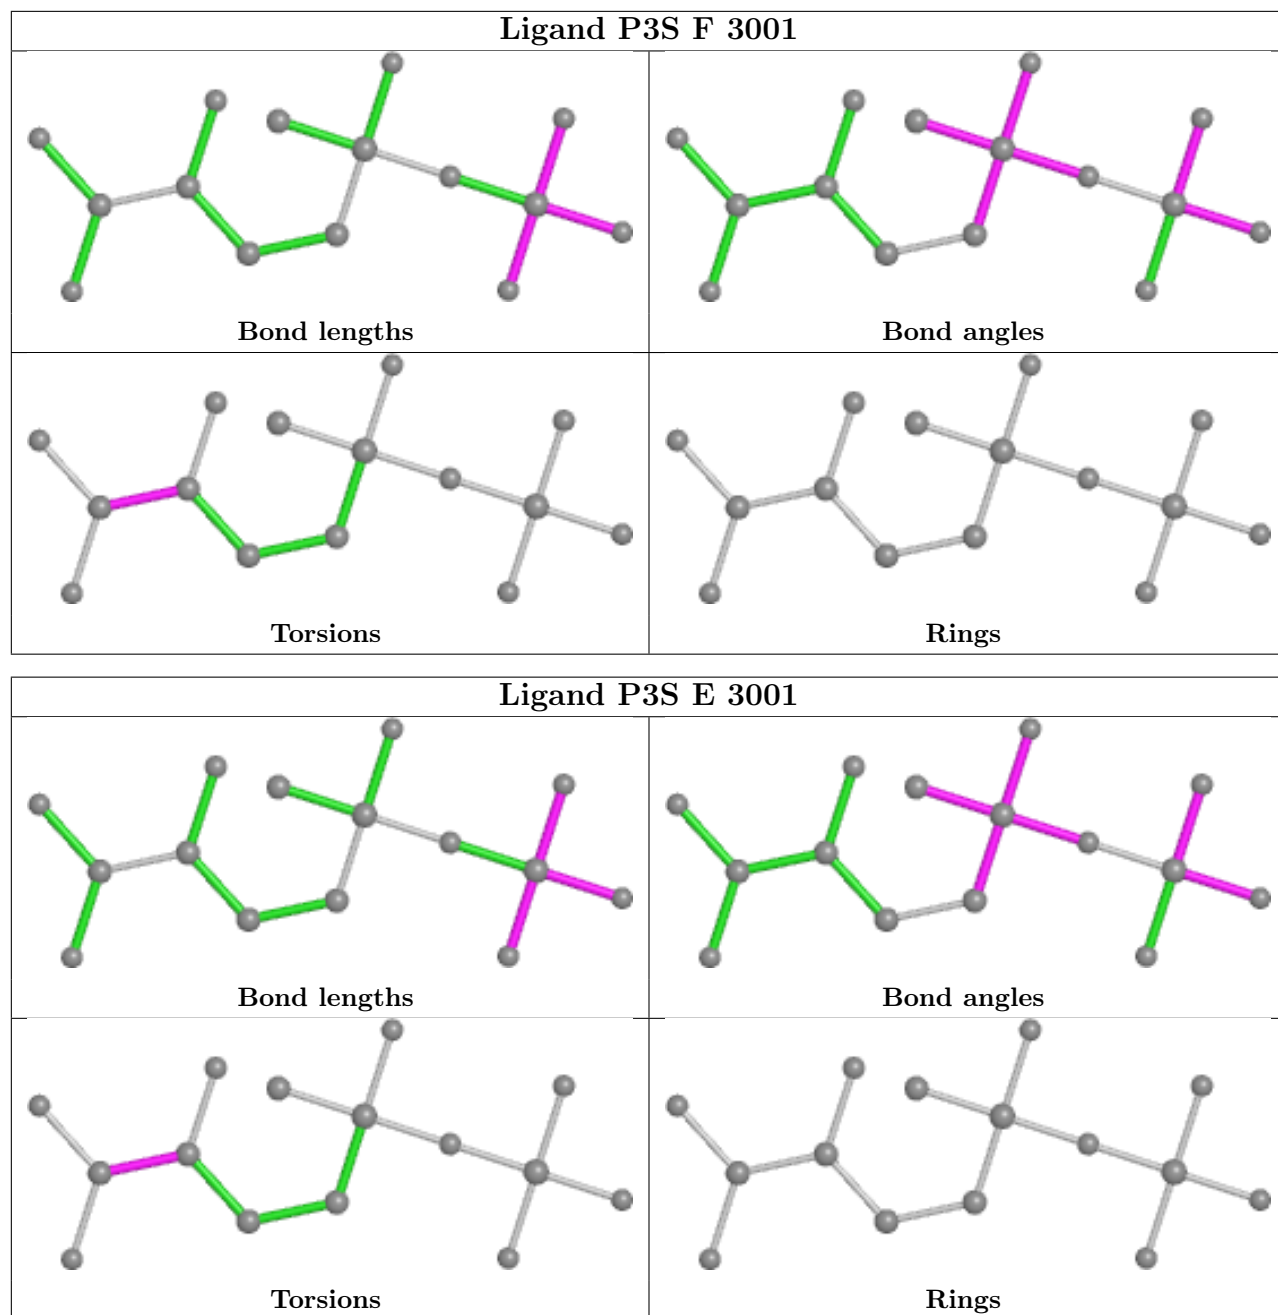 Ligand P3S F 3001
Bond lengths
Bond angles
Torsions
Rings
Ligand P3S E 3001
Bond lengths
Bond angles
Torsions
Rings